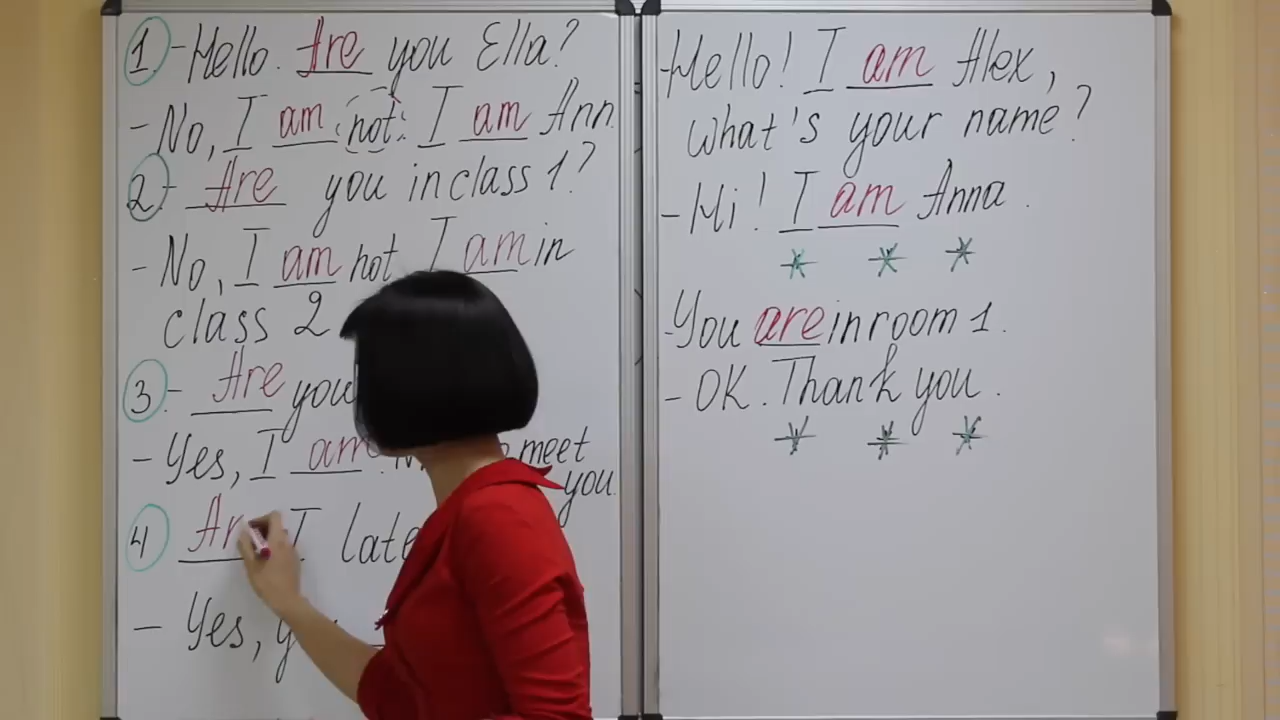 1 - Hello. Are you Ella?
- No, I am not. I am Ann.
2 - Are you in class 1?
- No, I am not I am in
class 2
3 - Are you
- Yes, I am. meet
you.
4 I late
- Yes,
Hello! I am Alex,
What's your name?
- Hi! I am Anna.
You are in room 1.
- OK. Thank you.